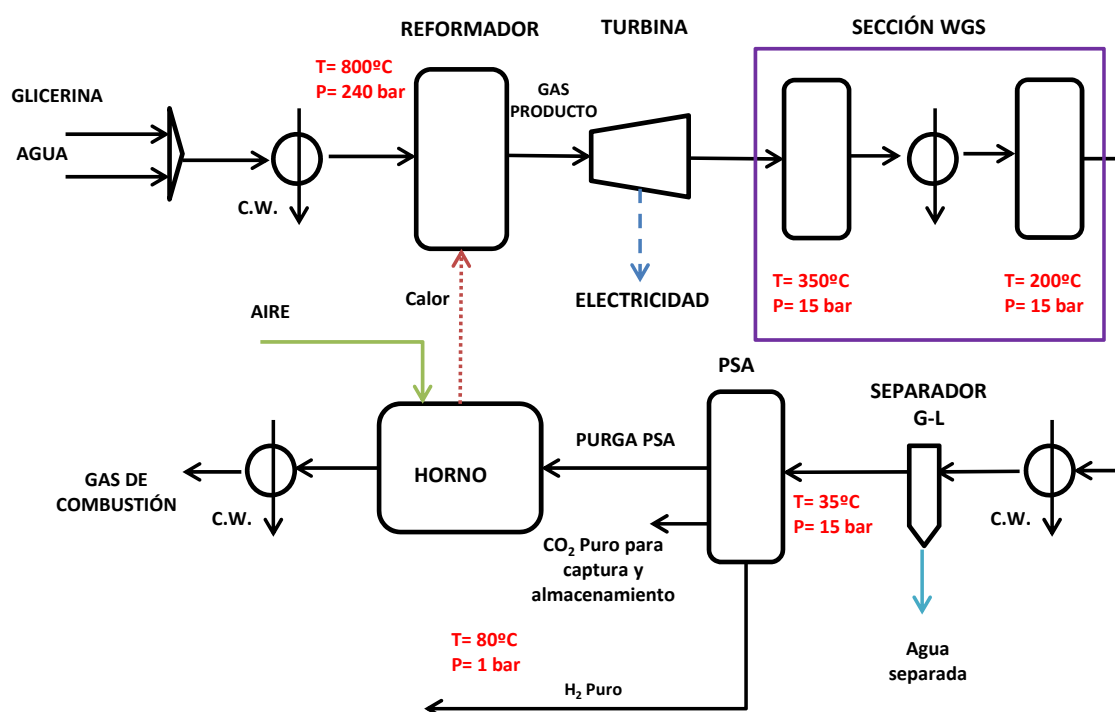 REFORMADOR
TURBINA
SECCIÓN WGS
T= 800ºC
P= 240 bar
GLICERINA
AGUA
GAS
PRODUCTO
C.W.
ELECTRICIDAD
T= 350ºC
P= 15 bar
T= 200ºC
P= 15 bar
Calor
AIRE
PSA
SEPARADOR
G-L
PURGA PSA
HORNO
GAS DE
COMBUSTIÓN
C.W.
T= 35ºC
P= 15 bar
C.W.
CO₂ Puro para
captura y
almacenamiento
T= 80ºC
P= 1 bar
Agua
separada
H₂ Puro